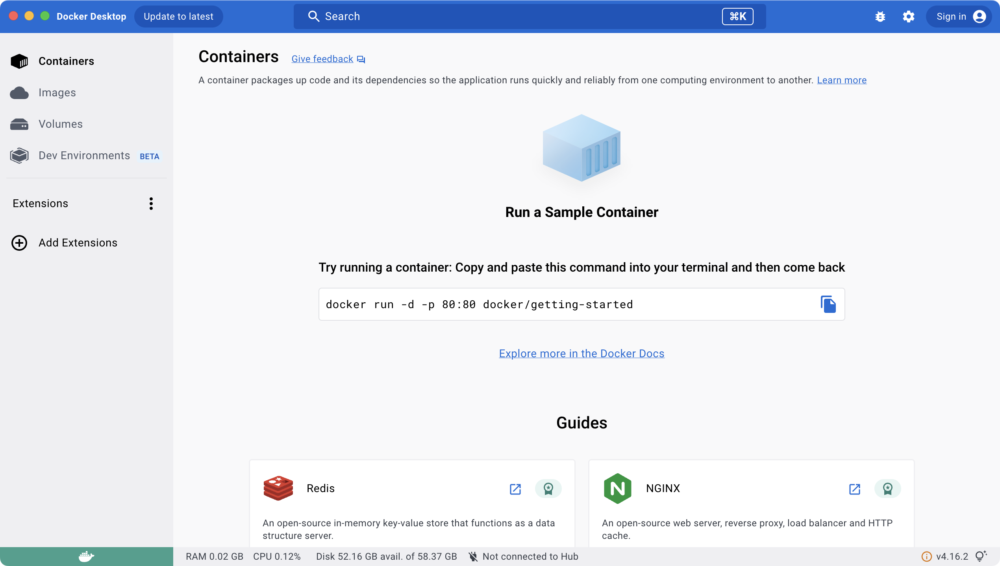 Docker Desktop
Update to latest
Search
⌘K
Sign in
Containers
Images
Volumes
Dev Environments BETA
Extensions
Add Extensions
Containers
Give feedback
A container packages up code and its dependencies so the application runs quickly and reliably from one computing environment to another. Learn more
Run a Sample Container
Try running a container: Copy and paste this command into your terminal and then come back
docker run -d -p 80:80 docker/getting-started
Explore more in the Docker Docs
Guides
Redis
An open-source in-memory key-value store that functions as a data
structure server.
NGINX
An open-source web server, reverse proxy, load balancer and HTTP
cache.
RAM 0.02 GB CPU 0.12% Disk 52.16 GB avail. of 58.37 GB Not connected to Hub
v4.16.2